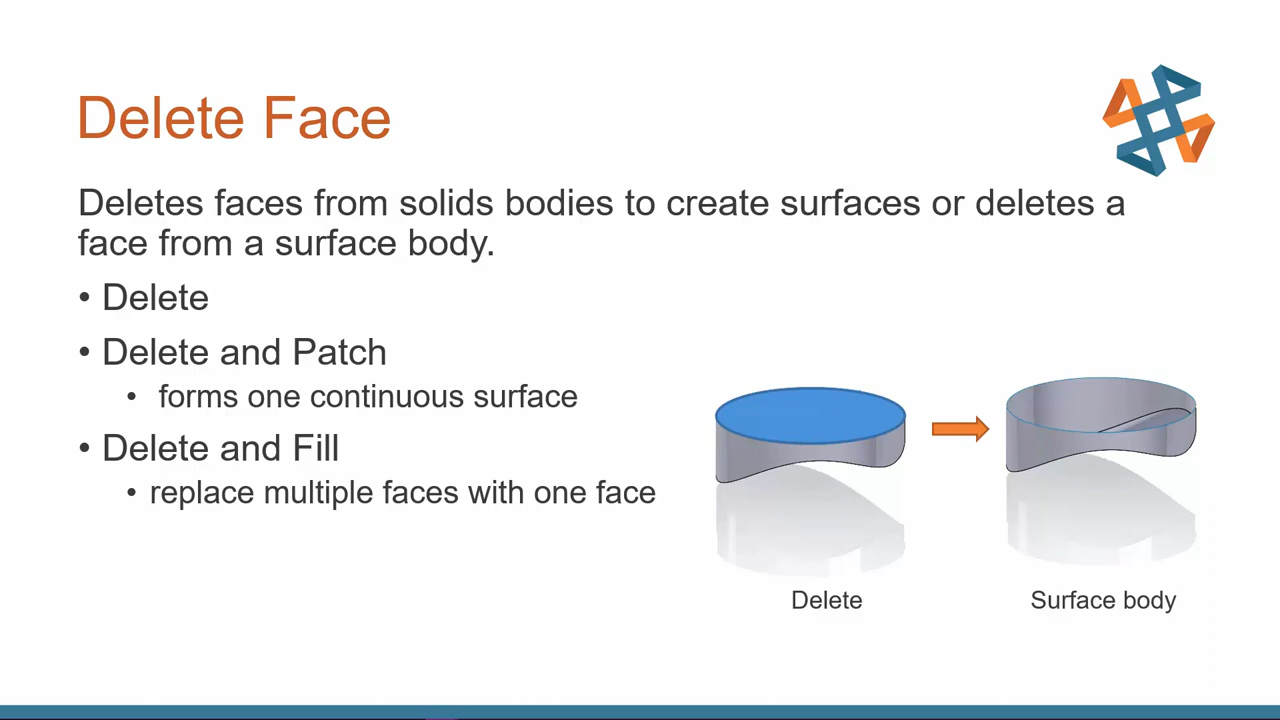 Delete Face
Deletes faces from solids bodies to create surfaces or deletes a
face from a surface body.
• Delete
• Delete and Patch
• forms one continuous surface
• Delete and Fill
• replace multiple faces with one face
Delete
Surface body